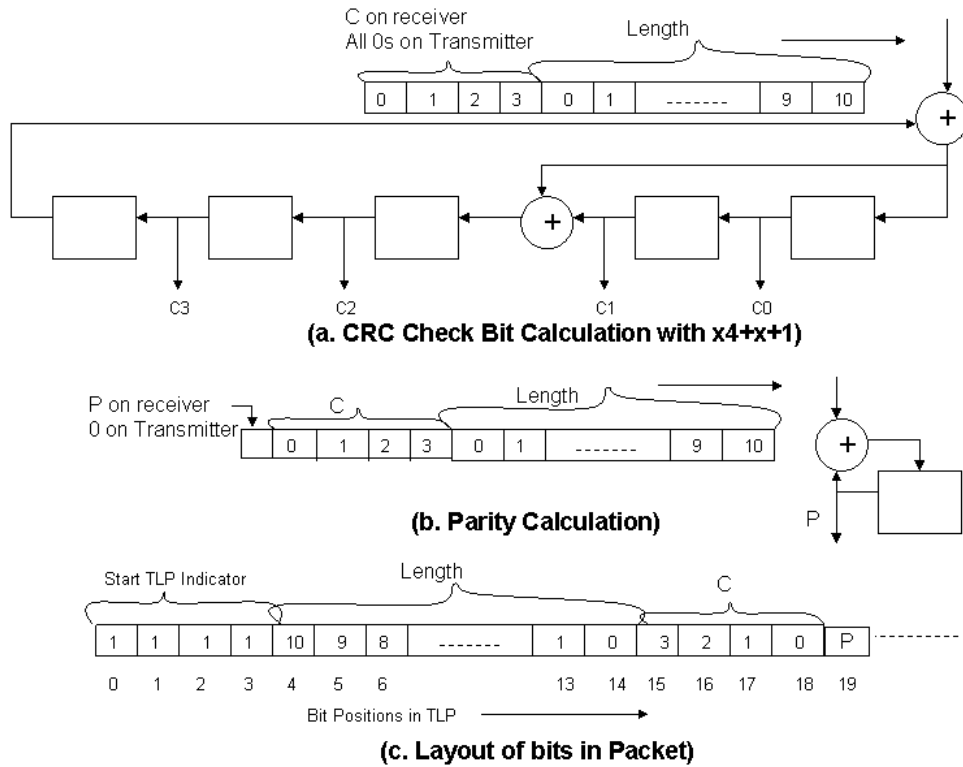 C on receiver
All 0s on Transmitter
Length
0 1 2 3 0 1 ------- 9 10
+
+
C3 C2 C1 C0
(a. CRC Check Bit Calculation with x4+x+1)
P on receiver
0 on Transmitter
C
Length
0 1 2 3 0 1 ------- 9 10
+
P
(b. Parity Calculation)
Start TLP Indicator
Length
C
1 1 1 1 10 9 8 ------- 1 0 3 2 1 0 P ----------
0 1 2 3 4 5 6 13 14 15 16 17 18 19
Bit Positions in TLP
(c. Layout of bits in Packet)